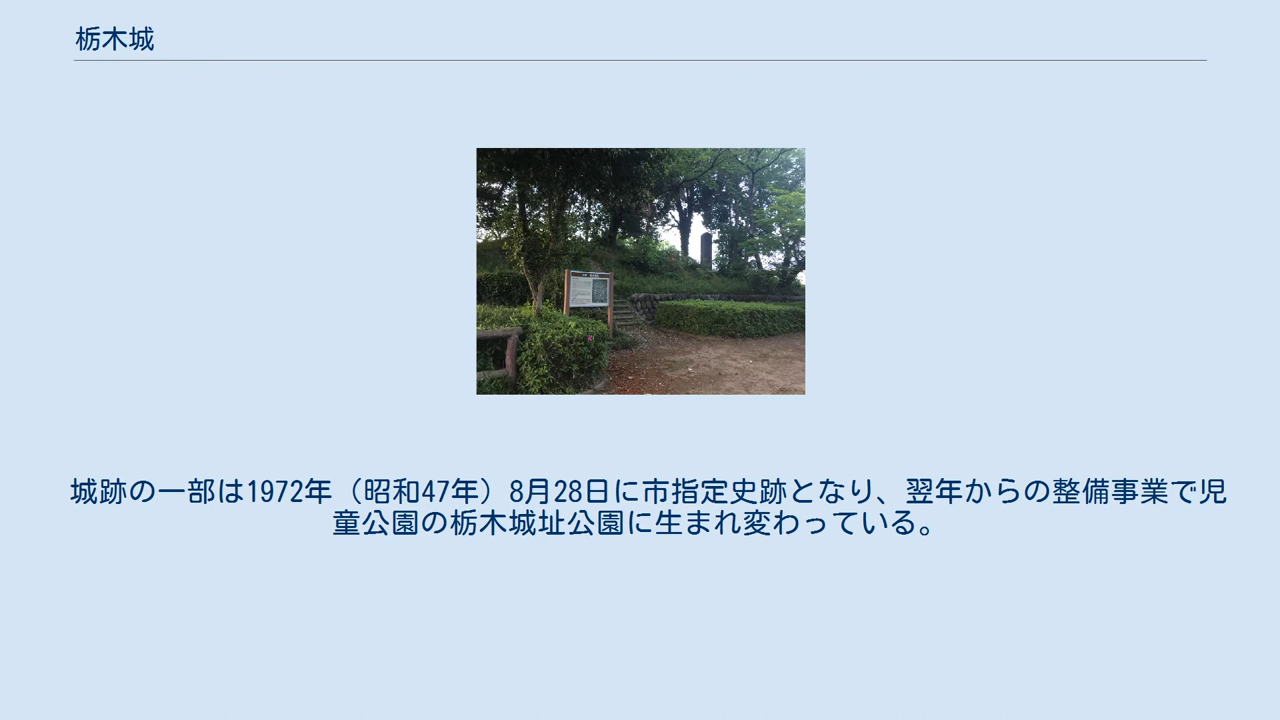 栃木城
城跡の一部は1972年（昭和47年）8月28日に市指定史跡となり、翌年からの整備事業で児
童公園の栃木城址公園に生まれ変わっている。